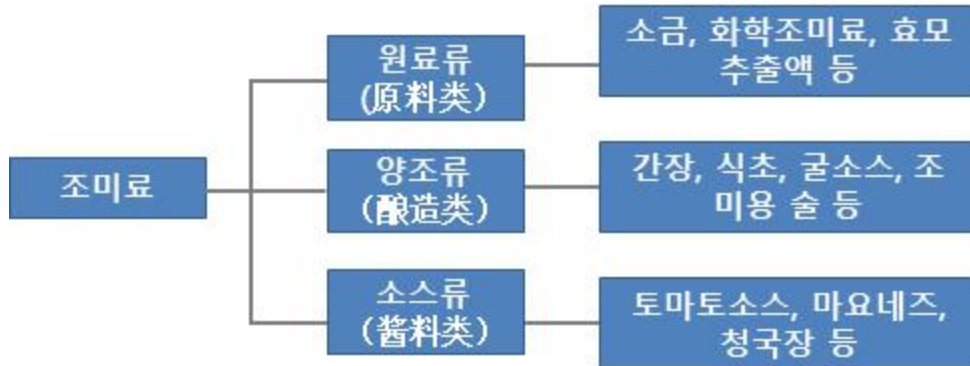 조미료
원료류
(原料类)
소금, 화학조미료, 효모
추출액 등
양조류
(酿造类)
간장, 식초, 굴소스, 조
미용 술 등
소스류
(酱料类)
토마토소스, 마요네즈,
청국장 등